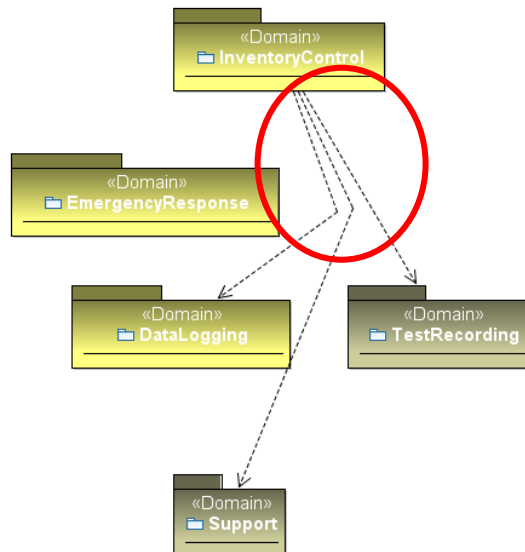 «Domain»
InventoryControl
«Domain»
EmergencyResponse
«Domain»
DataLogging
«Domain»
TestRecording
«Domain»
Support